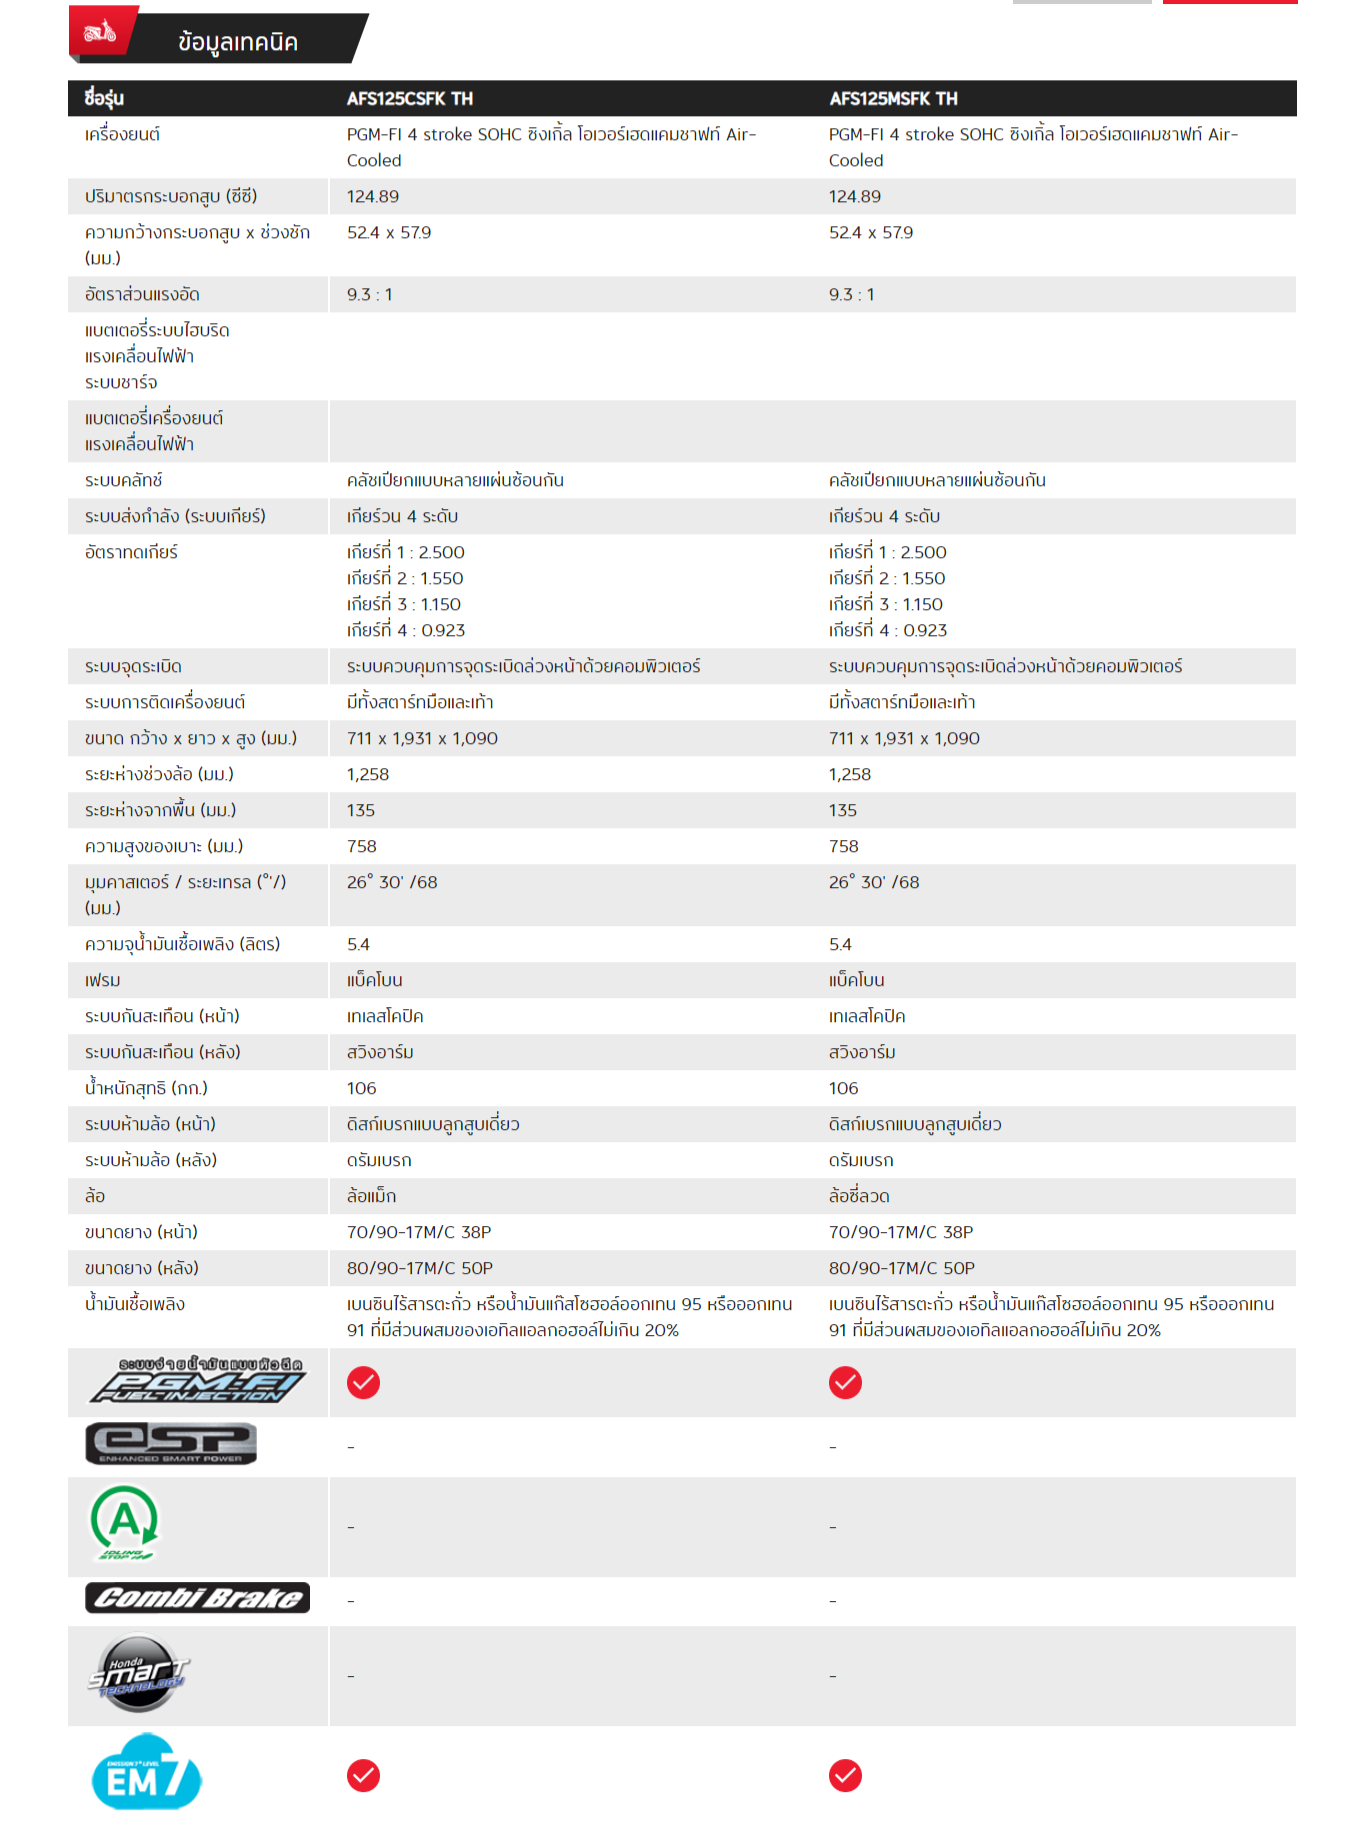 ข้อมูลเทคนิค
ชื่อรุ่น AFS125CSFK TH AFS125MSFK TH
เครื่องยนต์ PGM-FI 4 stroke SOHC ซิงเกิ้ล โอเวอร์เฮดแคมชาฟท์ Air- PGM-FI 4 stroke SOHC ซิงเกิ้ล โอเวอร์เฮดแคมชาฟท์ Air-
Cooled Cooled
ปริมาตรกระบอกสูบ (ซีซี) 124.89 124.89
ความกว้างกระบอกสูบ x ช่วงชัก 52.4 x 57.9 52.4 x 57.9
(มม.)
อัตราส่วนแรงอัด 9.3 : 1 9.3 : 1
แบตเตอรี่ระบบไฮบริด
แรงเคลื่อนไฟฟ้า
ระบบชาร์จ
แบตเตอรี่เครื่องยนต์
แรงเคลื่อนไฟฟ้า
ระบบคลัทช์ คลัชเปียกแบบหลายแผ่นซ้อนกัน คลัชเปียกแบบหลายแผ่นซ้อนกัน
ระบบส่งกำลัง (ระบบเกียร์) เกียร์วน 4 ระดับ เกียร์วน 4 ระดับ
อัตราทดเกียร์ เกียร์ที่ 1 : 2.500 เกียร์ที่ 1 : 2.500
เกียร์ที่ 2 : 1.550 เกียร์ที่ 2 : 1.550
เกียร์ที่ 3 : 1.150 เกียร์ที่ 3 : 1.150
เกียร์ที่ 4 : 0.923 เกียร์ที่ 4 : 0.923
ระบบจุดระเบิด ระบบควบคุมการจุดระเบิดล่วงหน้าด้วยคอมพิวเตอร์ ระบบควบคุมการจุดระเบิดล่วงหน้าด้วยคอมพิวเตอร์
ระบบการติดเครื่องยนต์ มีทั้งสตาร์ทมือและเท้า มีทั้งสตาร์ทมือและเท้า
ขนาด กว้าง x ยาว x สูง (มม.) 711 x 1,931 x 1,090 711 x 1,931 x 1,090
ระยะห่างช่วงล้อ (มม.) 1,258 1,258
ระยะห่างจากพื้น (มม.) 135 135
ความสูงของเบาะ (มม.) 758 758
มุมคาสเตอร์ / ระยะเทรล (°'/) 26° 30' /68 26° 30' /68
(มม.)
ความจุน้ำมันเชื้อเพลิง (ลิตร) 5.4 5.4
เฟรม แบ็คโบน แบ็คโบน
ระบบกันสะเทือน (หน้า) เทเลสโคปิค เทเลสโคปิค
ระบบกันสะเทือน (หลัง) สวิงอาร์ม สวิงอาร์ม
น้ำหนักสุทธิ (กก.) 106 106
ระบบห้ามล้อ (หน้า) ดิสก์เบรกแบบลูกสูบเดี่ยว ดิสก์เบรกแบบลูกสูบเดี่ยว
ระบบห้ามล้อ (หลัง) ดรัมเบรก ดรัมเบรก
ล้อ ล้อแม็ก ล้อซี่ลวด
ขนาดยาง (หน้า) 70/90-17M/C 38P 70/90-17M/C 38P
ขนาดยาง (หลัง) 80/90-17M/C 50P 80/90-17M/C 50P
น้ำมันเชื้อเพลิง เบนซินไร้สารตะกั่ว หรือน้ำมันแก๊สโซฮอล์ออกเทน 95 หรือออกเทน เบนซินไร้สารตะกั่ว หรือน้ำมันแก๊สโซฮอล์ออกเทน 95 หรือออกเทน
91 ที่มีส่วนผสมของเอทิลแอลกอฮอล์ไม่เกิน 20% 91 ที่มีส่วนผสมของเอทิลแอลกอฮอล์ไม่เกิน 20%
ระบบจ่ายน้ำมันแบบหัวฉีด
PGM-FI
FUEL INJECTION
eSP - -
ENHANCED SMART POWER
A - -
IDLING
STOP
Combi Brake - -
Honda
smarT - -
TECHNOLOGY
EMISSION 7th LEVEL
EM7